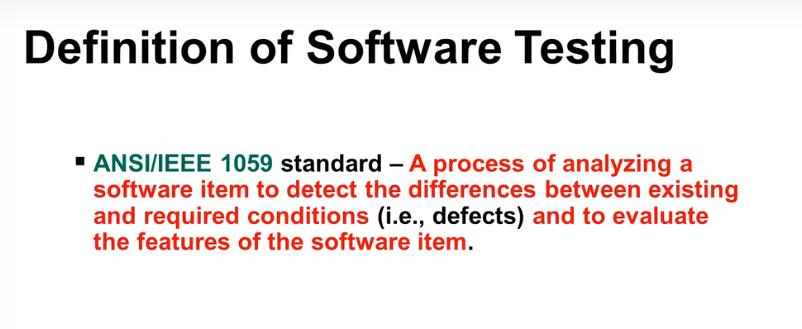 Definition of Software Testing
▪ ANSI/IEEE 1059 standard – A process of analyzing a
software item to detect the differences between existing
and required conditions (i.e., defects) and to evaluate
the features of the software item.